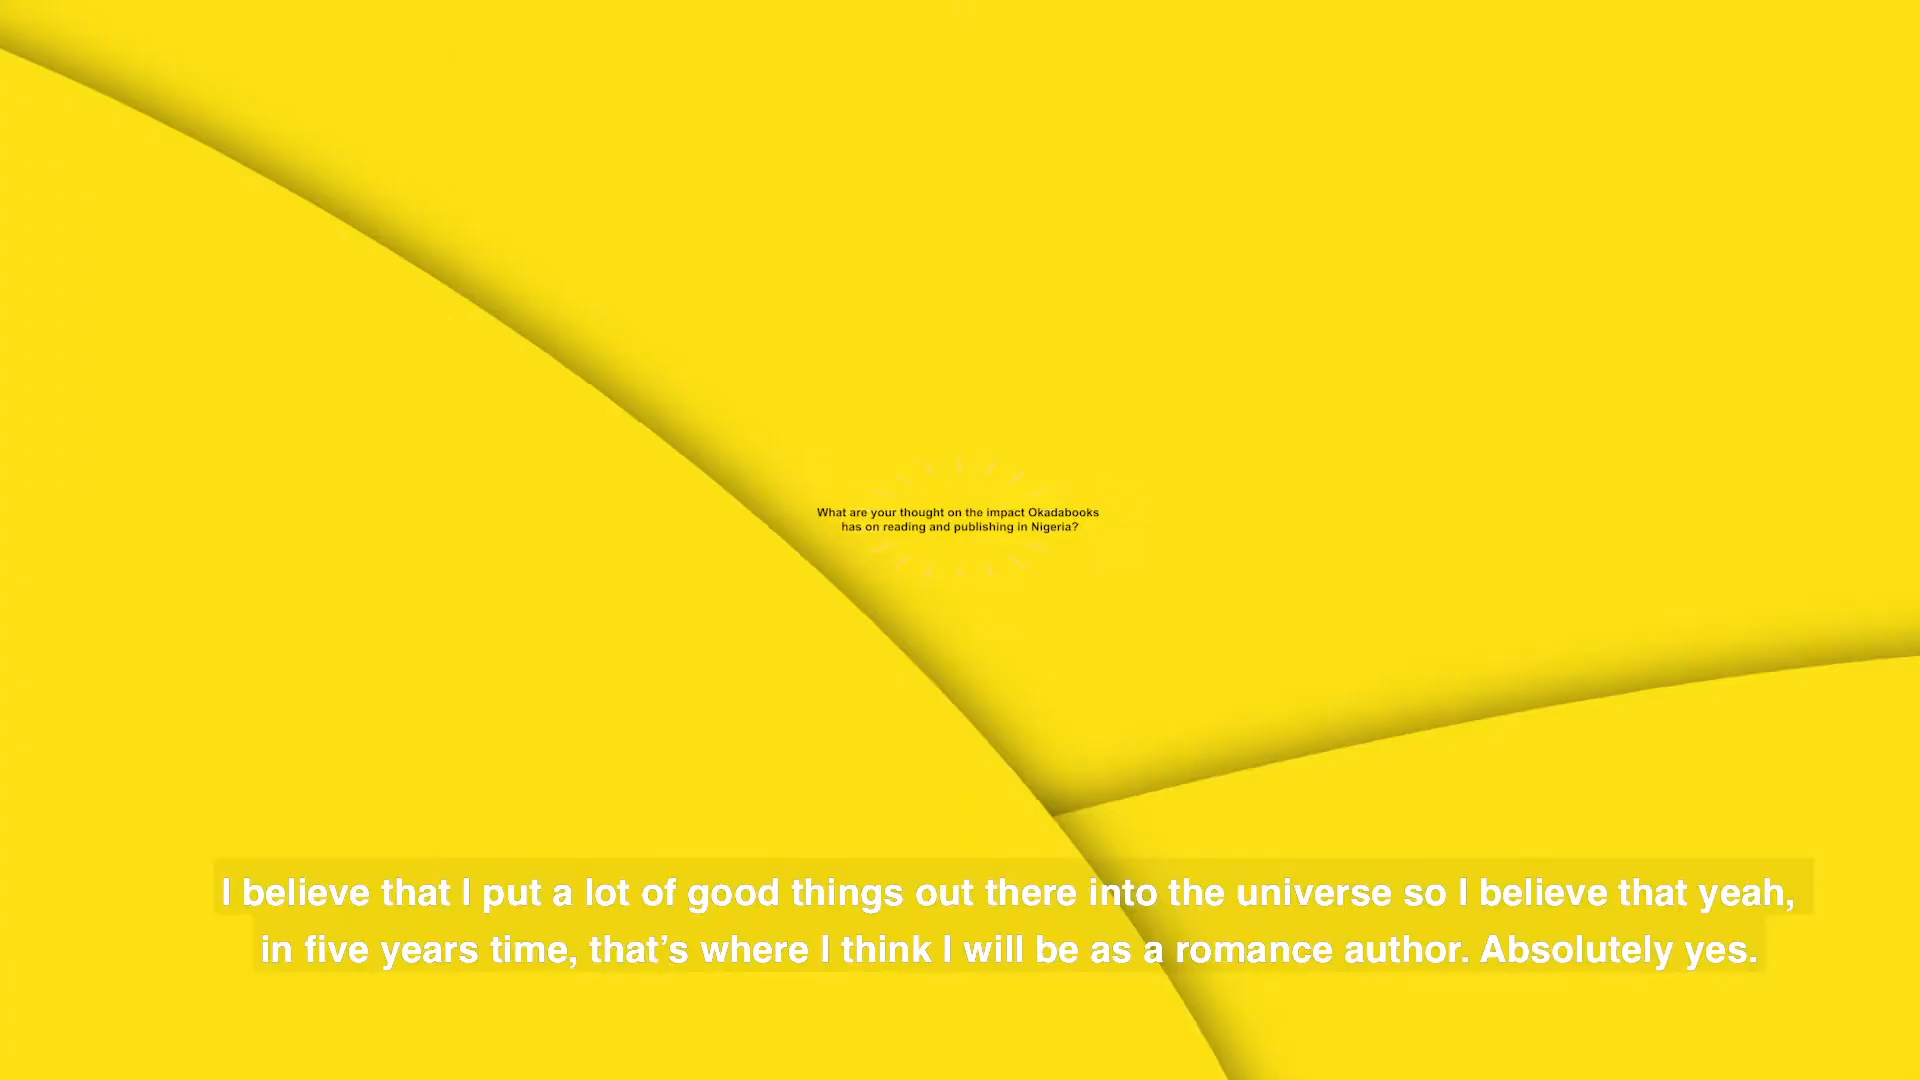 What are your thought on the impact Okadabooks
has on reading and publishing in Nigeria?
I believe that I put a lot of good things out there into the universe so I believe that yeah,
in five years time, that’s where I think I will be as a romance author. Absolutely yes.